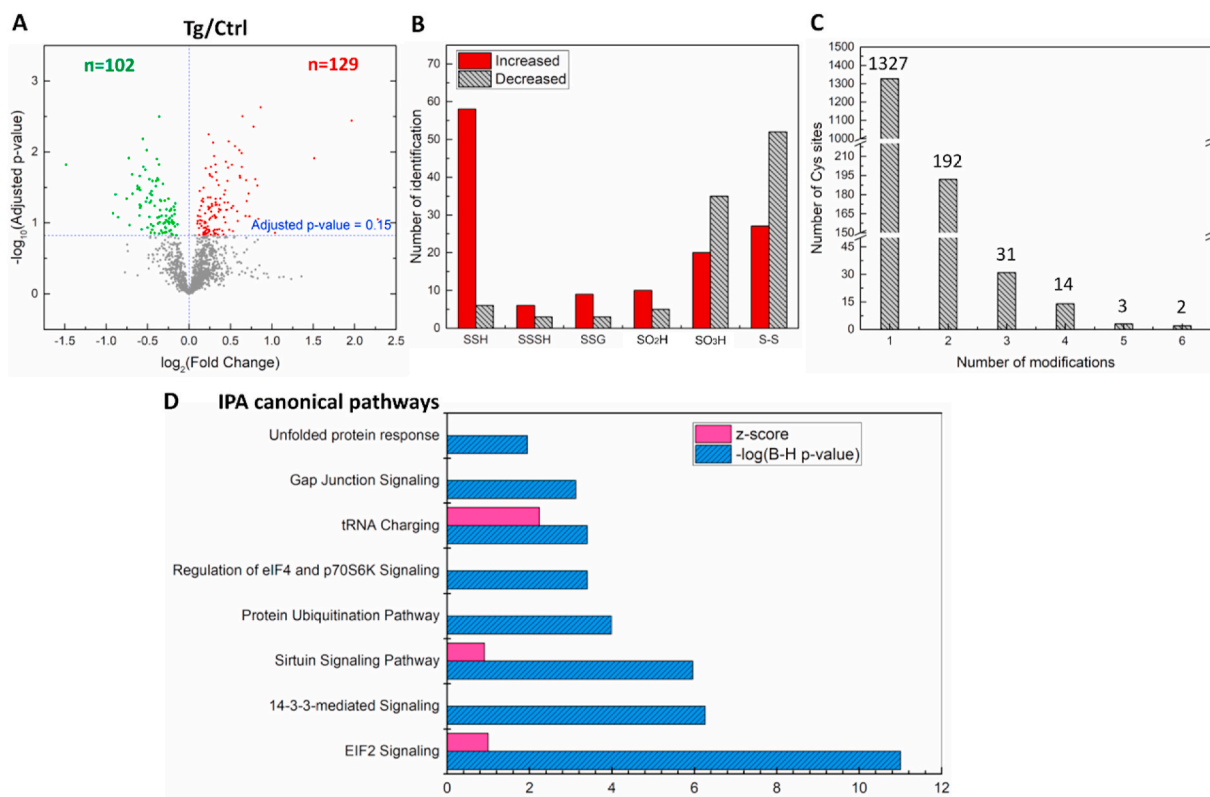 A
Tg/Ctrl
n=102
n=129
-log10(Adjusted p-value)
3
2
1
0
Adjusted p-value = 0.15
-1.5
-1.0
-0.5
0.0
0.5
1.0
1.5
2.0
2.5
log2(Fold Change)
B
Increased
Decreased
Number of identification
70
60
50
40
30
20
10
0
SSH
SSSH
SSG
SO2H
SO3H
S-S
C
Number of Cys sites
1500
1400
1300
1200
1100
1000
210
195
180
165
150
45
30
15
0
1327
192
31
14
3
2
1
2
3
4
5
6
Number of modifications
D
IPA canonical pathways
z-score
-log(B-H p-value)
Unfolded protein response
Gap Junction Signaling
tRNA Charging
Regulation of eIF4 and p70S6K Signaling
Protein Ubiquitination Pathway
Sirtuin Signaling Pathway
14-3-3-mediated Signaling
EIF2 Signaling
0
2
4
6
8
10
12